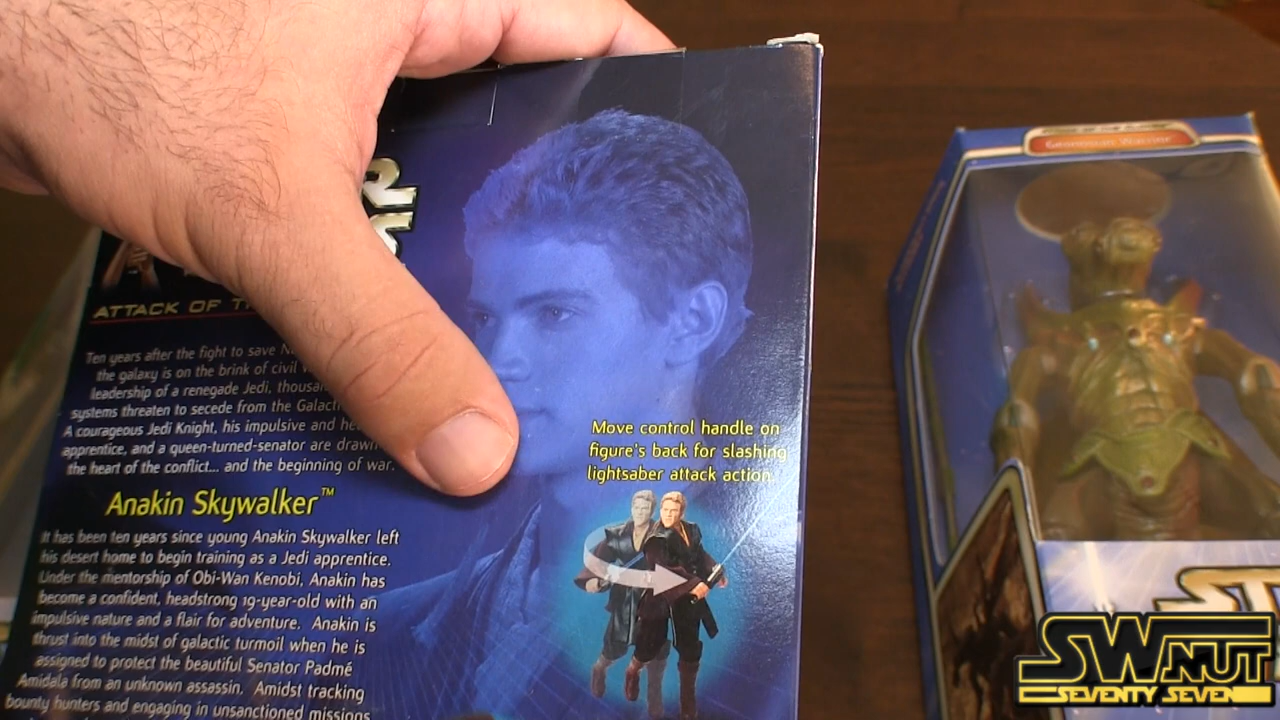 ATTACK OF
Ten years after the fight to save
the galaxy is on the brink of civil
leadership of a renegade Jedi,
systems threaten to secede from the
A courageous Jedi Knight, his impulsive and
apprentice, and a queen-turned-senator are
the heart of the conflict... and the beginning of war.
Anakin Skywalker™
It has been ten years since young Anakin Skywalker left
his desert home to begin training as a Jedi apprentice.
Under the mentorship of Obi-Wan Kenobi, Anakin has
become a confident, headstrong 19-year-old with an
impulsive nature and a flair for adventure. Anakin is
thrust into the midst of galactic turmoil when he is
assigned to protect the beautiful Senator Padmé
Amidala from an unknown assassin. Amidst tracking
bounty hunters and engaging in unsanctioned missions
Move control handle on
figure's back for slashing
lightsaber attack action.
Geonosian Warrior
SWNUT
SEVENTY SEVEN